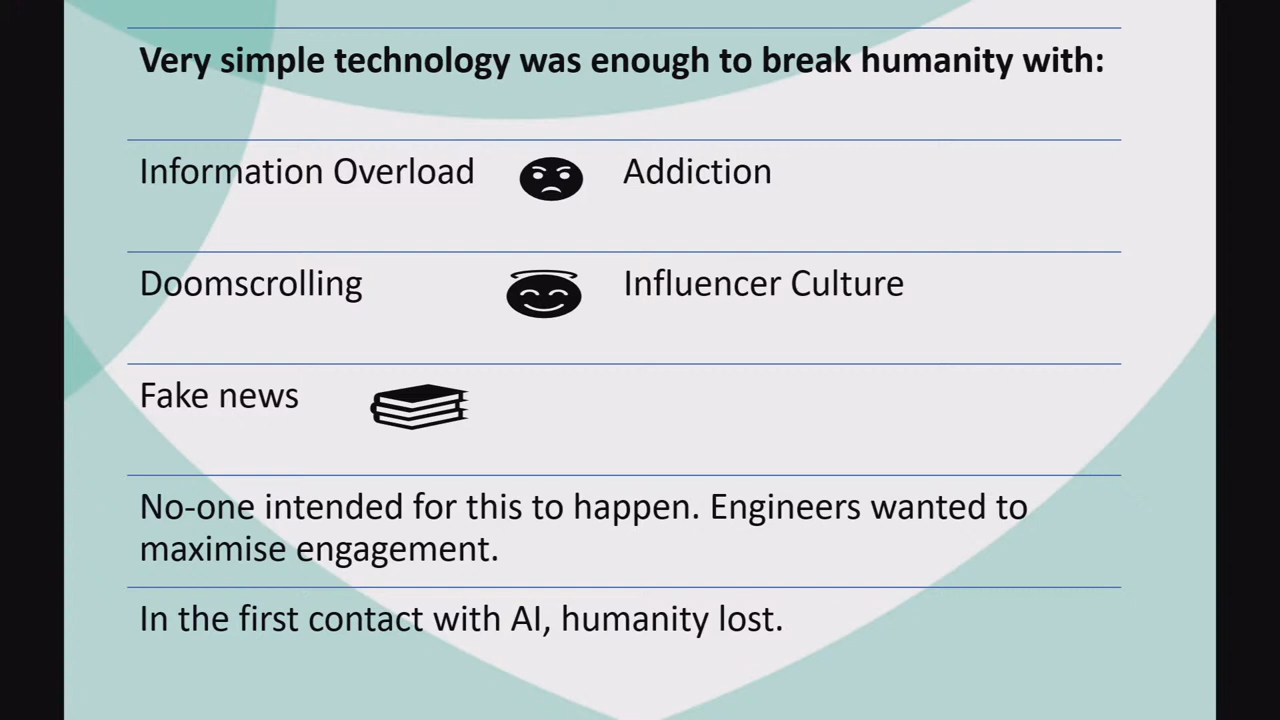 Very simple technology was enough to break humanity with:
Information Overload Addiction
Doomscrolling Influencer Culture
Fake news
No-one intended for this to happen. Engineers wanted to
maximise engagement.
In the first contact with AI, humanity lost.